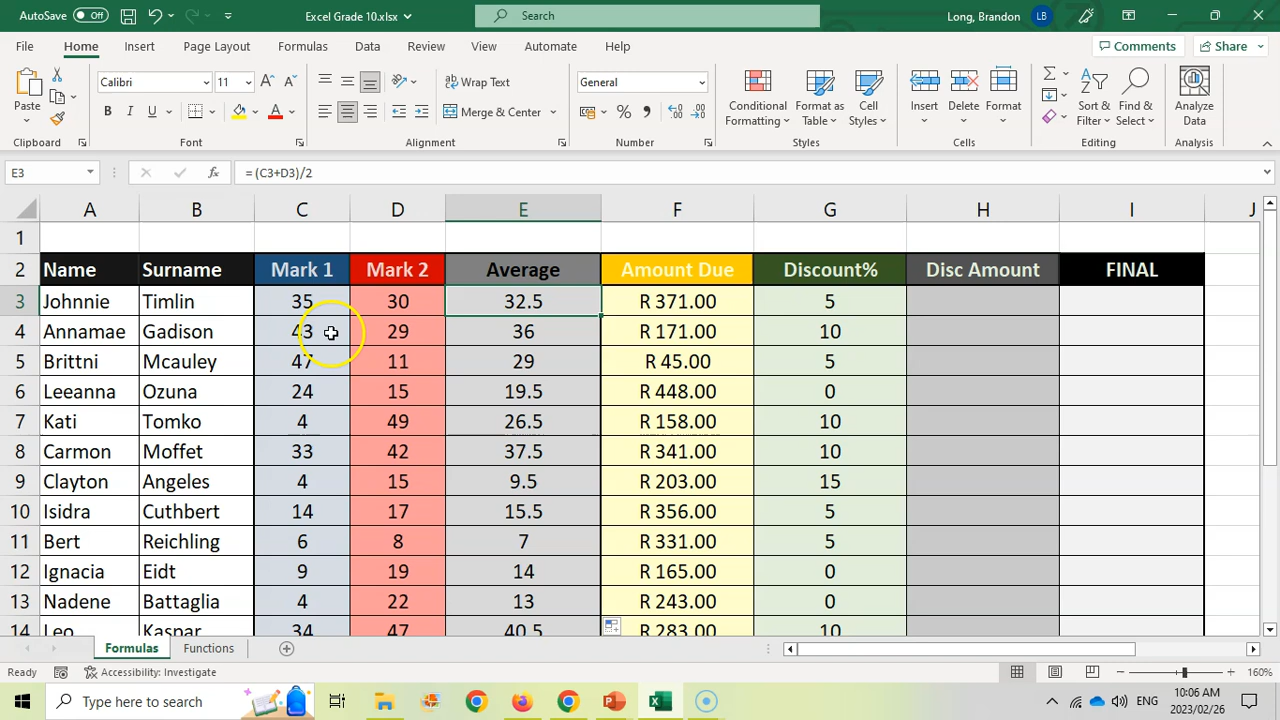 AutoSave Off Excel Grade 10.xlsx Search Long, Brandon LB
File Home Insert Page Layout Formulas Data Review View Automate Help Comments Share
Paste Calibri 11 Wrap Text General Conditional Formatting Format as Table Cell Styles Insert Delete Format Sort & Filter Find & Select Analyze Data
B I U A Merge & Center %
Clipboard Font Alignment Number Styles Cells Editing Analysis
E3 fx = (C3+D3)/2
A B C D E F G H I J
1
2 Name Surname Mark 1 Mark 2 Average Amount Due Discount% Disc Amount FINAL
3 Johnnie Timlin 35 30 32.5 R 371.00 5
4 Annamae Gadison 43 29 36 R 171.00 10
5 Brittni Mcauley 47 11 29 R 45.00 5
6 Leeanna Ozuna 24 15 19.5 R 448.00 0
7 Kati Tomko 4 49 26.5 R 158.00 10
8 Carmon Moffet 33 42 37.5 R 341.00 10
9 Clayton Angeles 4 15 9.5 R 203.00 15
10 Isidra Cuthbert 14 17 15.5 R 356.00 5
11 Bert Reichling 6 8 7 R 331.00 5
12 Ignacia Eidt 9 19 14 R 165.00 0
13 Nadene Battaglia 4 22 13 R 243.00 0
14 Leo Kaspar 34 47 40.5 R 283.00 10
Formulas Functions
Ready Accessibility: Investigate 160%
Type here to search ENG 10:06 AM
2023/02/26